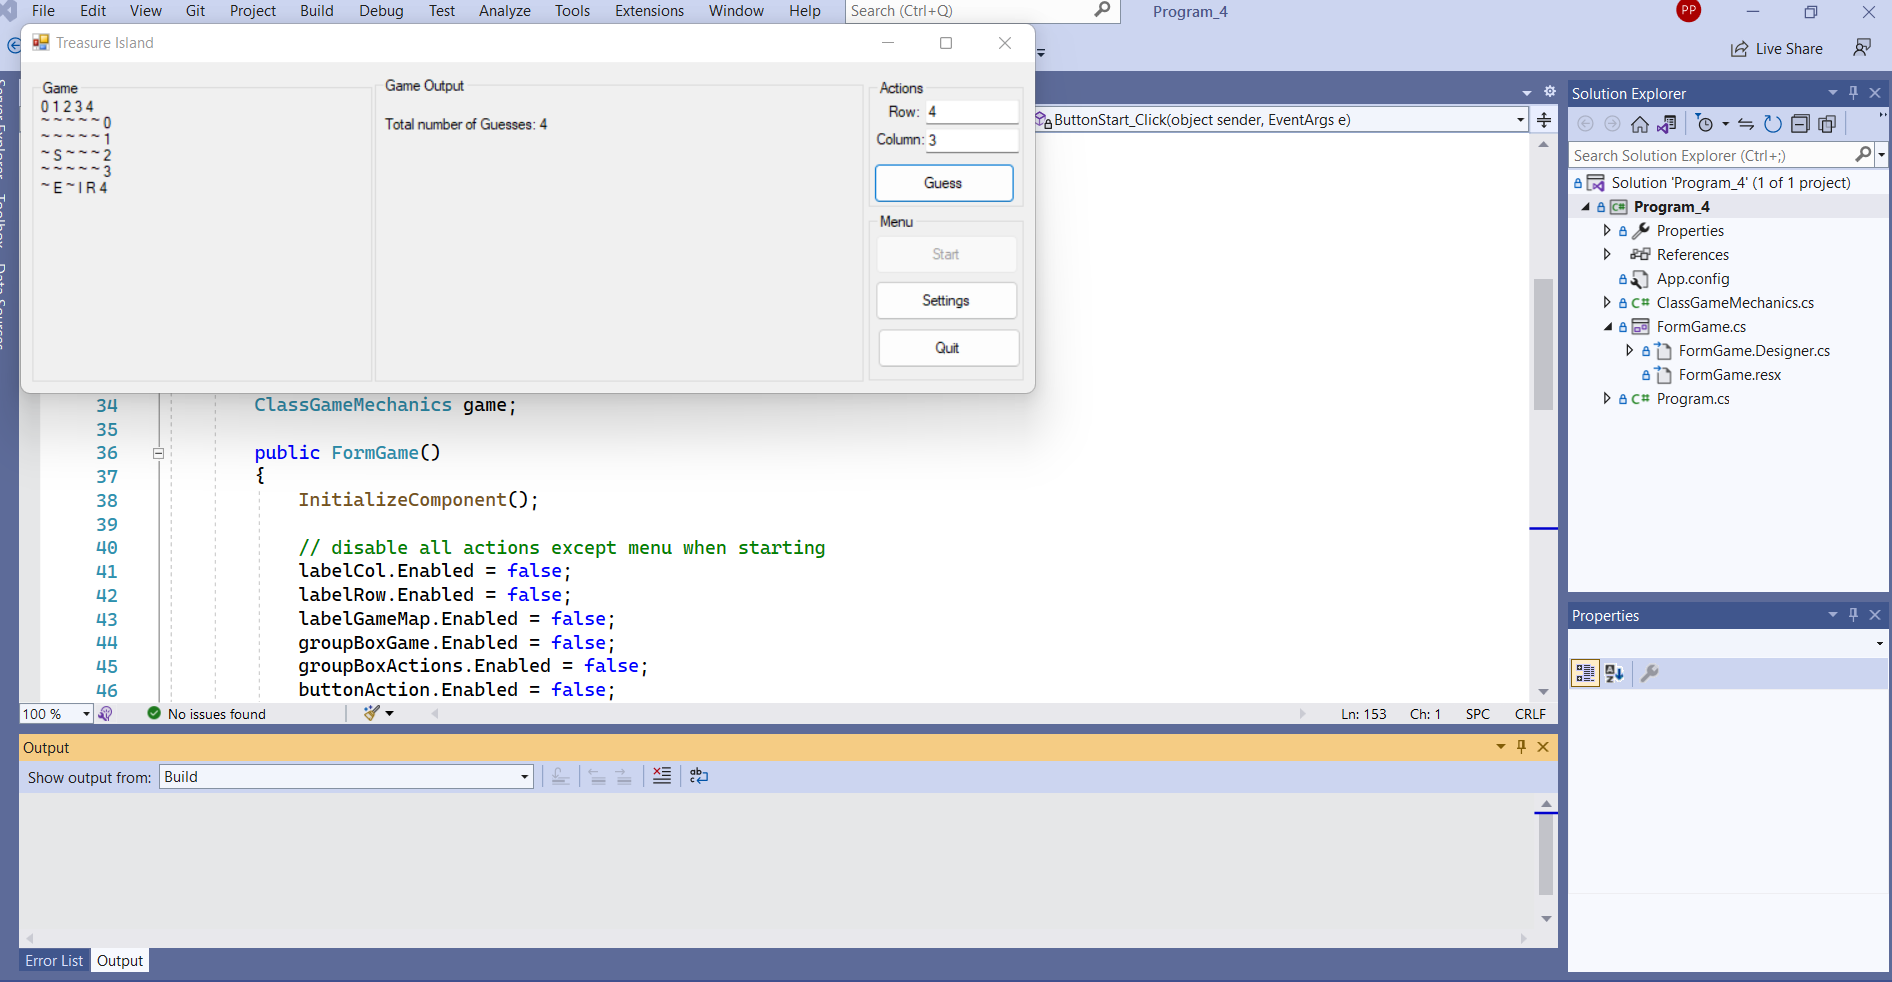 File Edit View Git Project Build Debug Test Analyze Tools Extensions Window Help Search (Ctrl+Q) Program_4 PP
Live Share
Treasure Island
Game
0 1 2 3 4
~ ~ ~ ~ ~ 0
~ ~ ~ ~ ~ 1
~ S ~ ~ ~ 2
~ ~ ~ ~ ~ 3
~ E ~ I R 4
Game Output
Total number of Guesses: 4
Actions
Row: 4
Column: 3
Guess
Menu
Start
Settings
Quit
ButtonStart_Click(object sender, EventArgs e)
34 ClassGameMechanics game;
35
36 public FormGame()
37 {
38 InitializeComponent();
39
40 // disable all actions except menu when starting
41 labelCol.Enabled = false;
42 labelRow.Enabled = false;
43 labelGameMap.Enabled = false;
44 groupBoxGame.Enabled = false;
45 groupBoxActions.Enabled = false;
46 buttonAction.Enabled = false;
100 % No issues found Ln: 153 Ch: 1 SPC CRLF
Output
Show output from: Build
Error List Output
Solution Explorer
Search Solution Explorer (Ctrl+;)
Solution 'Program_4' (1 of 1 project)
C# Program_4
Properties
References
App.config
C# ClassGameMechanics.cs
FormGame.cs
FormGame.Designer.cs
FormGame.resx
C# Program.cs
Properties